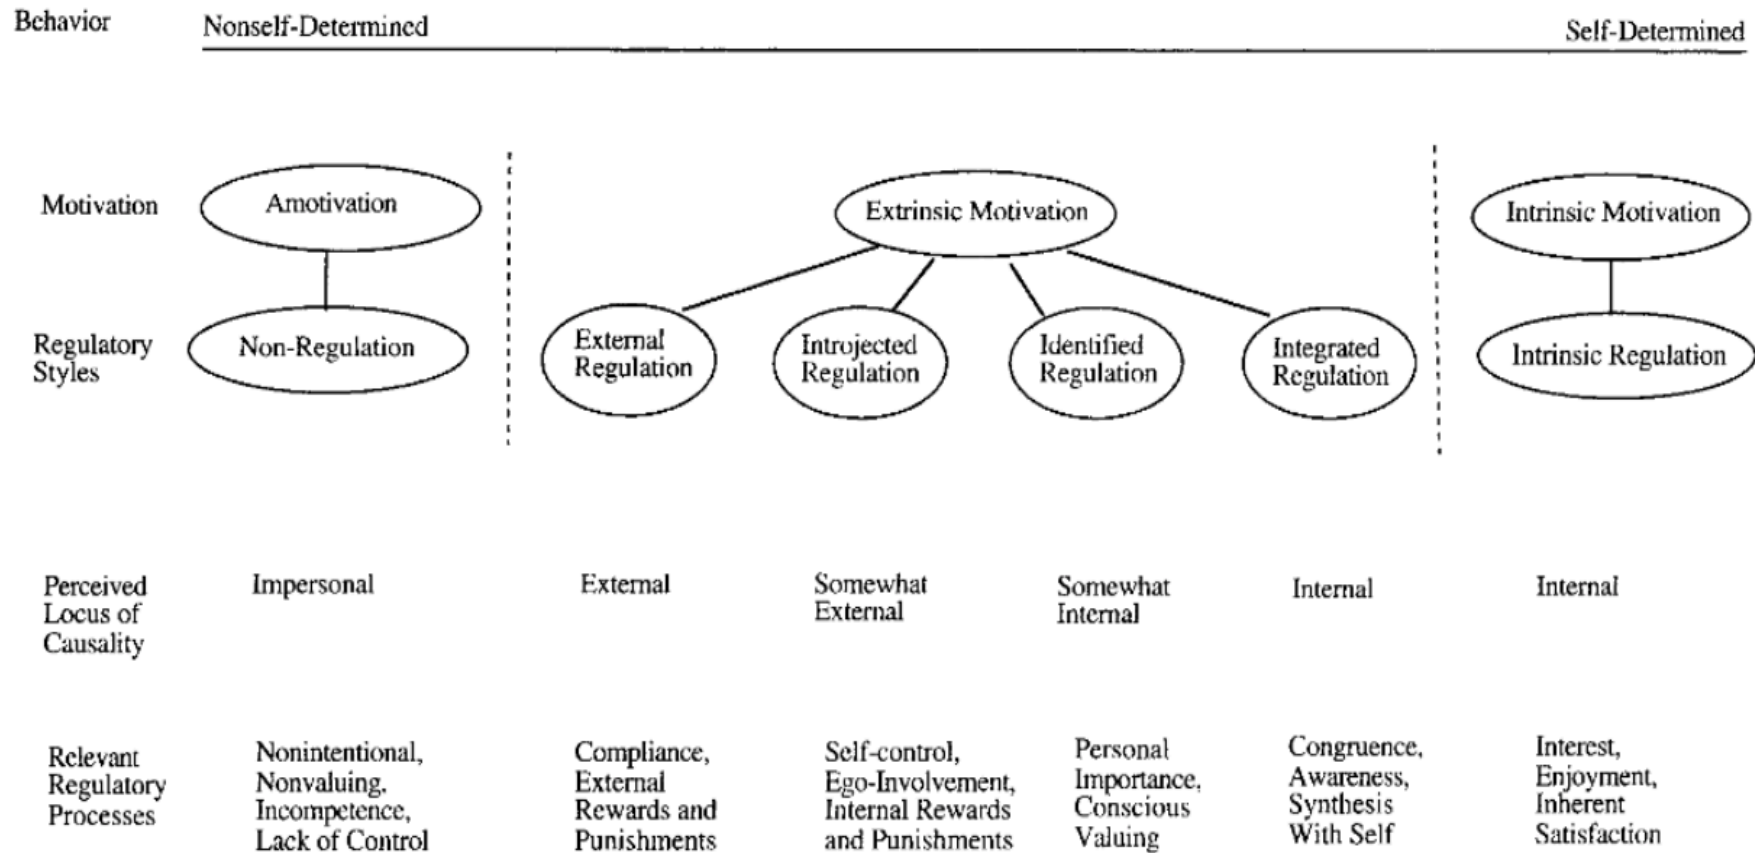 Behavior
Nonself-Determined
Self-Determined
Motivation
Amotivation
Extrinsic Motivation
Intrinsic Motivation
Regulatory
Styles
Non-Regulation
External
Regulation
Introjected
Regulation
Identified
Regulation
Integrated
Regulation
Intrinsic Regulation
Perceived
Locus of
Causality
Impersonal
External
Somewhat
External
Somewhat
Internal
Internal
Internal
Relevant
Regulatory
Processes
Nonintentional,
Nonvaluing,
Incompetence,
Lack of Control
Compliance,
External
Rewards and
Punishments
Self-control,
Ego-Involvement,
Internal Rewards
and Punishments
Personal
Importance,
Conscious
Valuing
Congruence,
Awareness,
Synthesis
With Self
Interest,
Enjoyment,
Inherent
Satisfaction